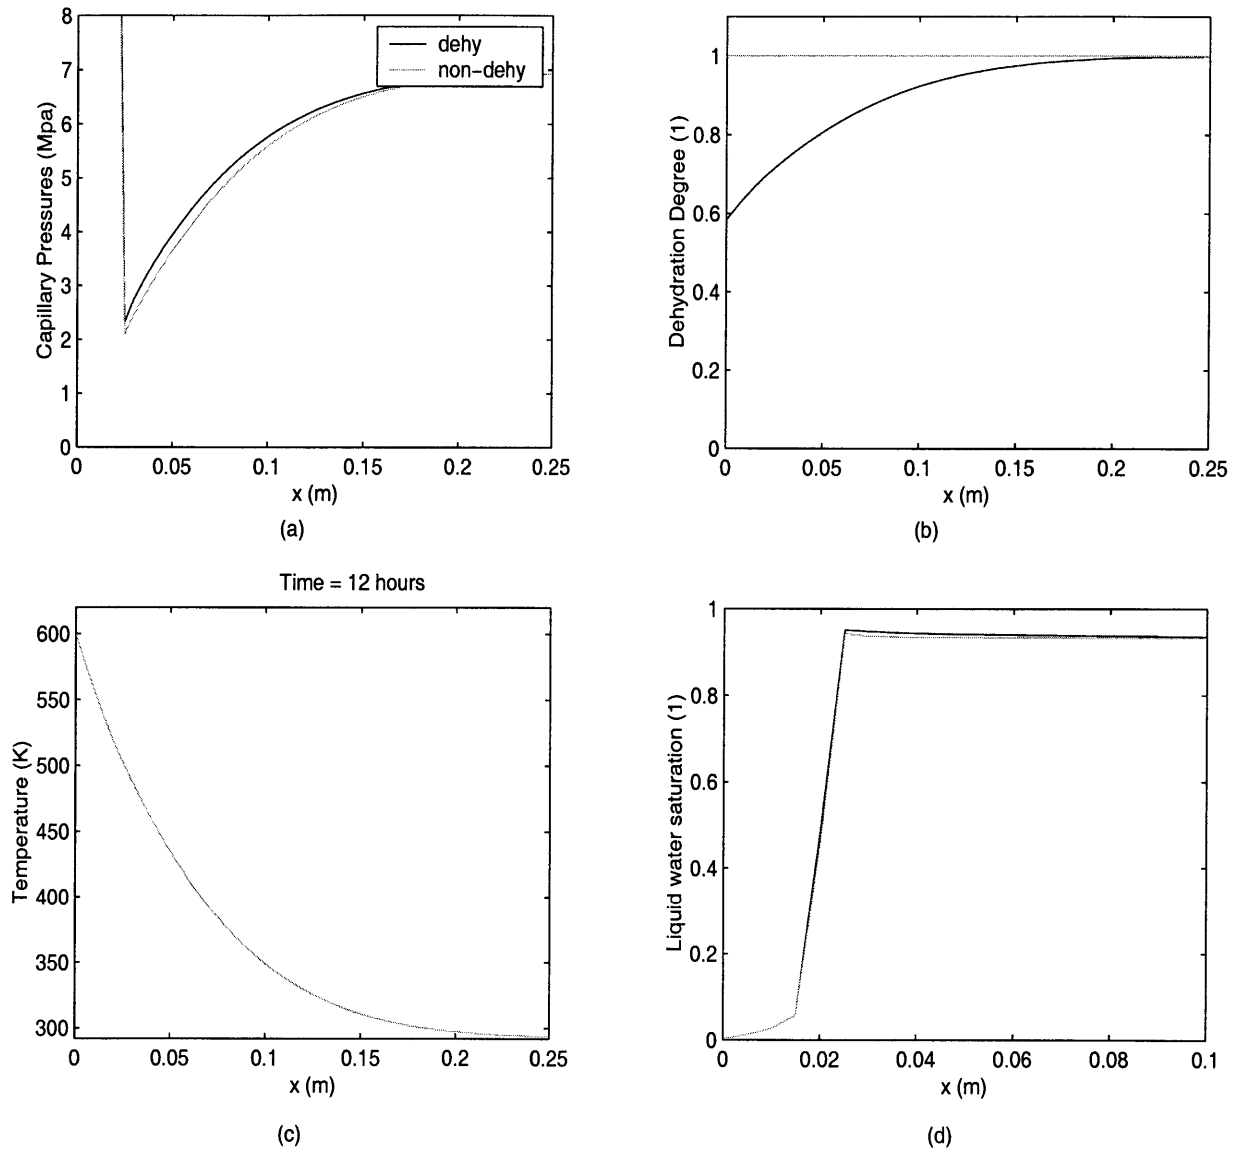 8
7
6
5
4
3
2
1
0
Capillary Pressures (Mpa)
dehy
non-dehy
0 0.05 0.1 0.15 0.2 0.25
x (m)
(a)
1
0.8
0.6
0.4
0.2
0
Dehydration Degree (1)
0 0.05 0.1 0.15 0.2 0.25
x (m)
(b)
Time = 12 hours
600
550
500
450
400
350
300
Temperature (K)
0 0.05 0.1 0.15 0.2 0.25
x (m)
(c)
1
0.8
0.6
0.4
0.2
0
Liquid water saturation (1)
0 0.02 0.04 0.06 0.08 0.1
x (m)
(d)